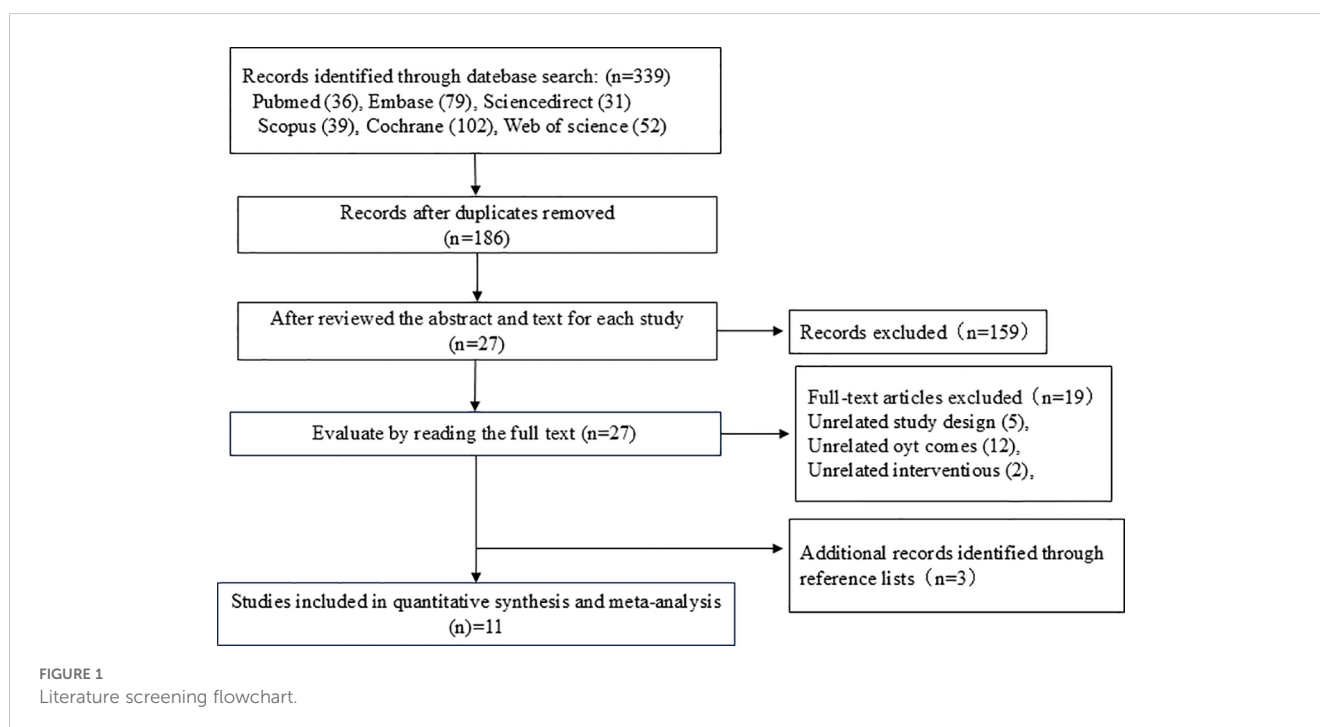 Records identified through datebase search: (n=339)
Pubmed (36), Embase (79), Sciencedirect (31)
Scopus (39), Cochrane (102), Web of science (52)
Records after duplicates removed
(n=186)
After reviewed the abstract and text for each study
(n=27)
Records excluded（n=159）
Evaluate by reading the full text (n=27)
Full-text articles excluded（n=19）
Unrelated study design (5),
Unrelated oyt comes (12),
Unrelated interventious (2),
Additional records identified through
reference lists（n=3）
Studies included in quantitative synthesis and meta-analysis
(n)=11
FIGURE 1
Literature screening flowchart.